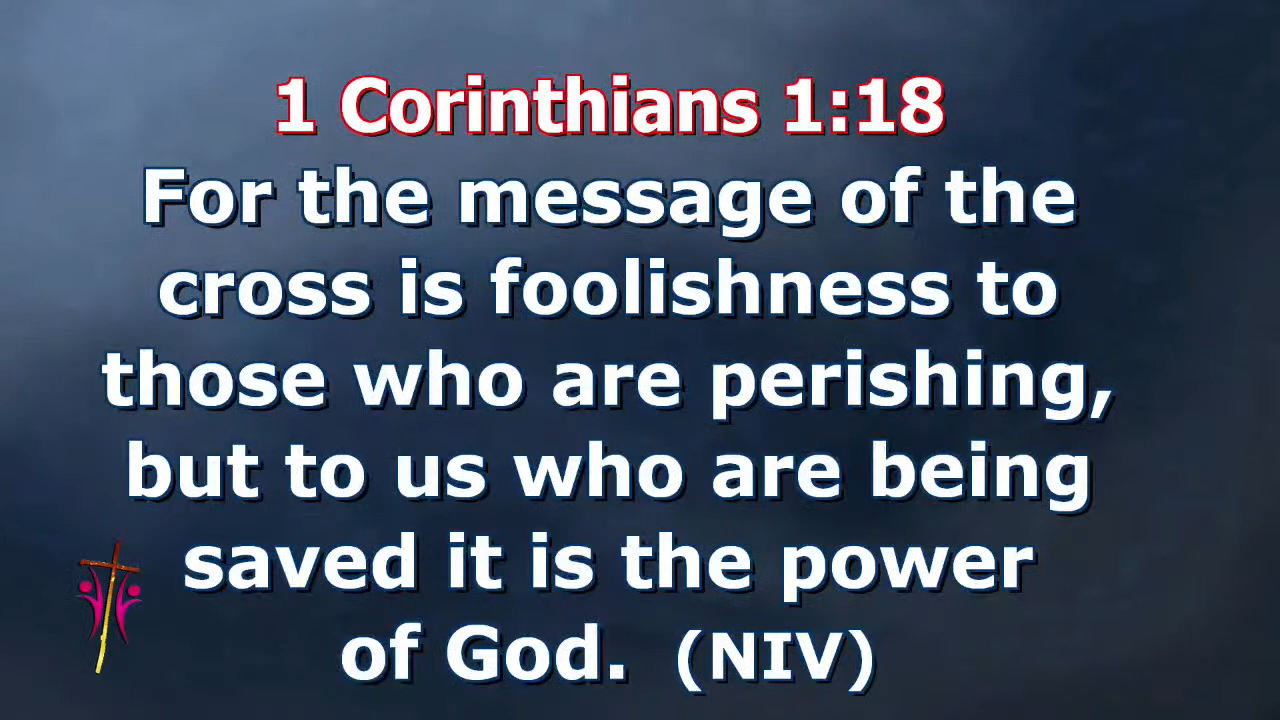 1 Corinthians 1:18
For the message of the
cross is foolishness to
those who are perishing,
but to us who are being
saved it is the power
of God. (NIV)